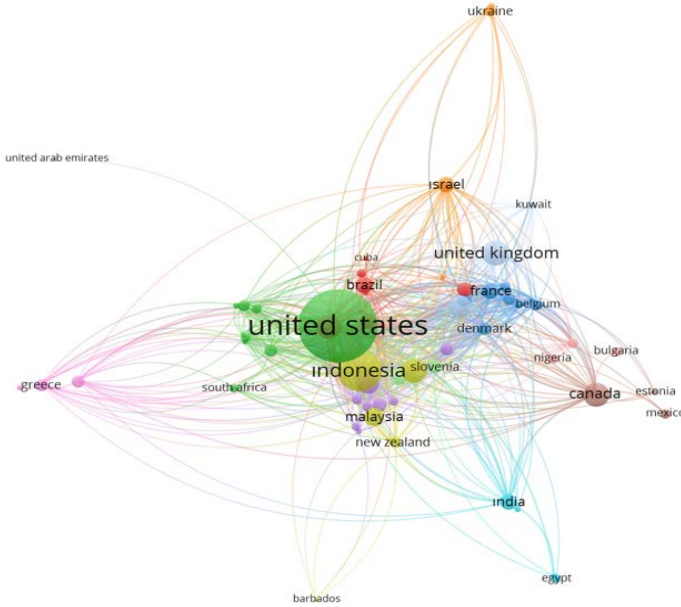 ukraine
united arab emirates
israel
kuwait
united kingdom
cuba
brazil
france
belgium
united states
denmark
nigeria
bulgaria
indonesia
slovenia
greece
south africa
canada
estonia
mexico
malaysia
new zealand
india
egypt
barbados